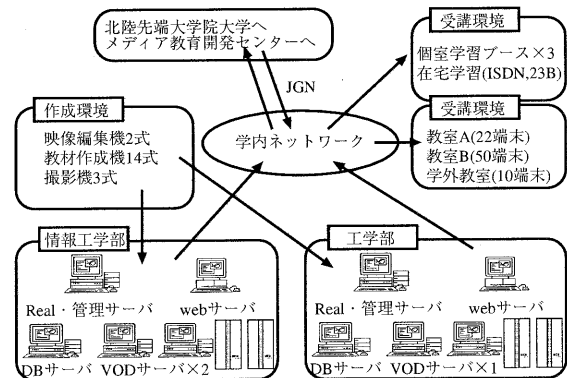 北陸先端大学院大学へ
メディア教育開発センターへ
JGN
受講環境
個室学習ブース×3
在宅学習(ISDN,23B)
作成環境
映像編集機2式
教材作成機14式
撮影機3式
学内ネットワーク
受講環境
教室A(22端末)
教室B(50端末)
学外教室(10端末)
情報工学部
Real・管理サーバ
webサーバ
DBサーバ
VODサーバ×2
工学部
Real・管理サーバ
webサーバ
DBサーバ
VODサーバ×1